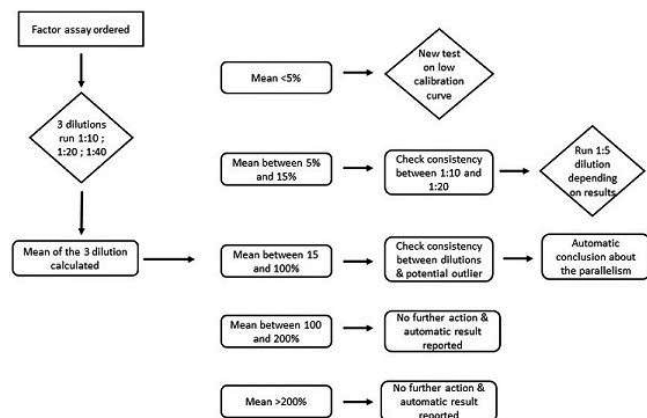 Factor assay ordered
3 dilutions
run 1:10 ;
1:20 ; 1:40
Mean of the 3 dilution
calculated
Mean <5%
New test
on low
calibration
curve
Mean between 5%
and 15%
Check consistency
between 1:10 and
1:20
Run 1:5
dilution
depending
on results
Mean between 15
and 100%
Check consistency
between dilutions
& potential outlier
Automatic
conclusion about
the parallelism
Mean between 100
and 200%
No further action &
automatic result
reported
Mean >200%
No further action &
automatic result
reported